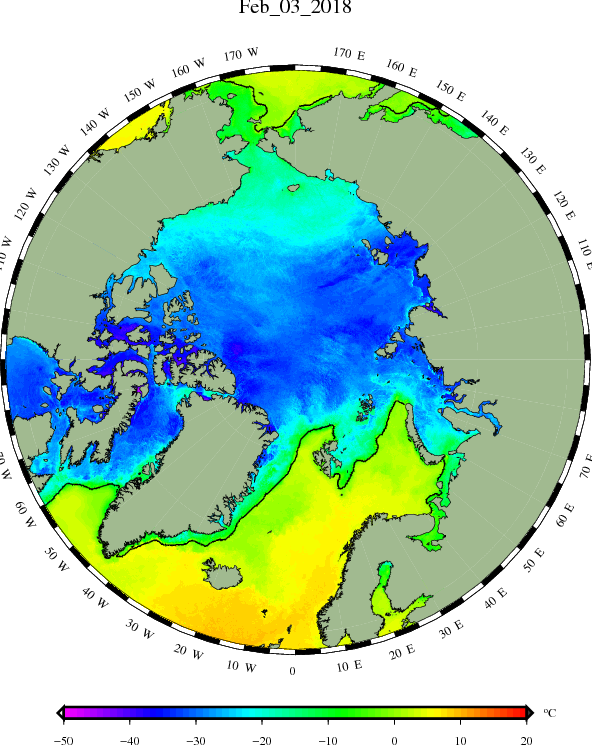 Feb_03_2018
170 W
170 E
160 W
160 E
150 W
150 E
140 W
140 E
130 W
130 E
120 W
120 E
110 E
60 W
70 E
50 W
60 E
40 W
50 E
30 W
40 E
20 W
30 E
10 W
0
10 E
20 E
°C
−50 −40 −30 −20 −10 0 10 20